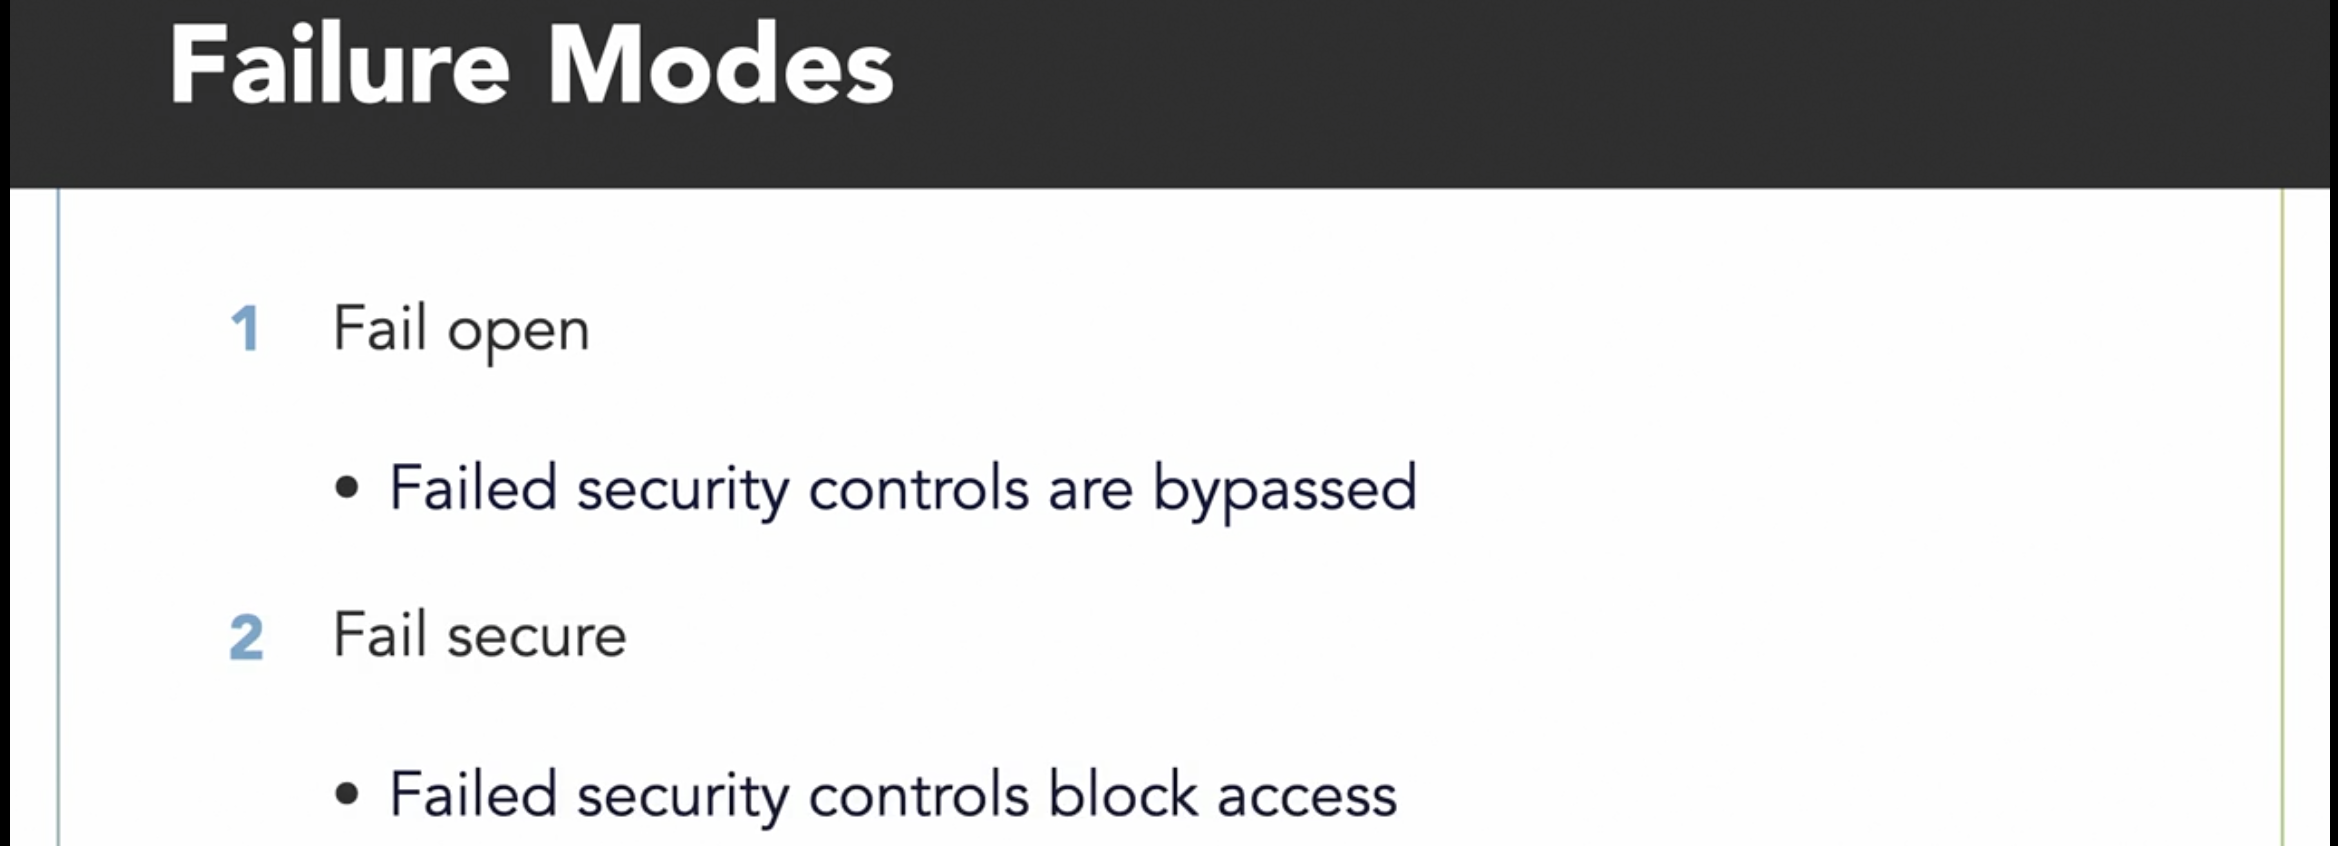 Failure Modes
1 Fail open
• Failed security controls are bypassed
2 Fail secure
• Failed security controls block access